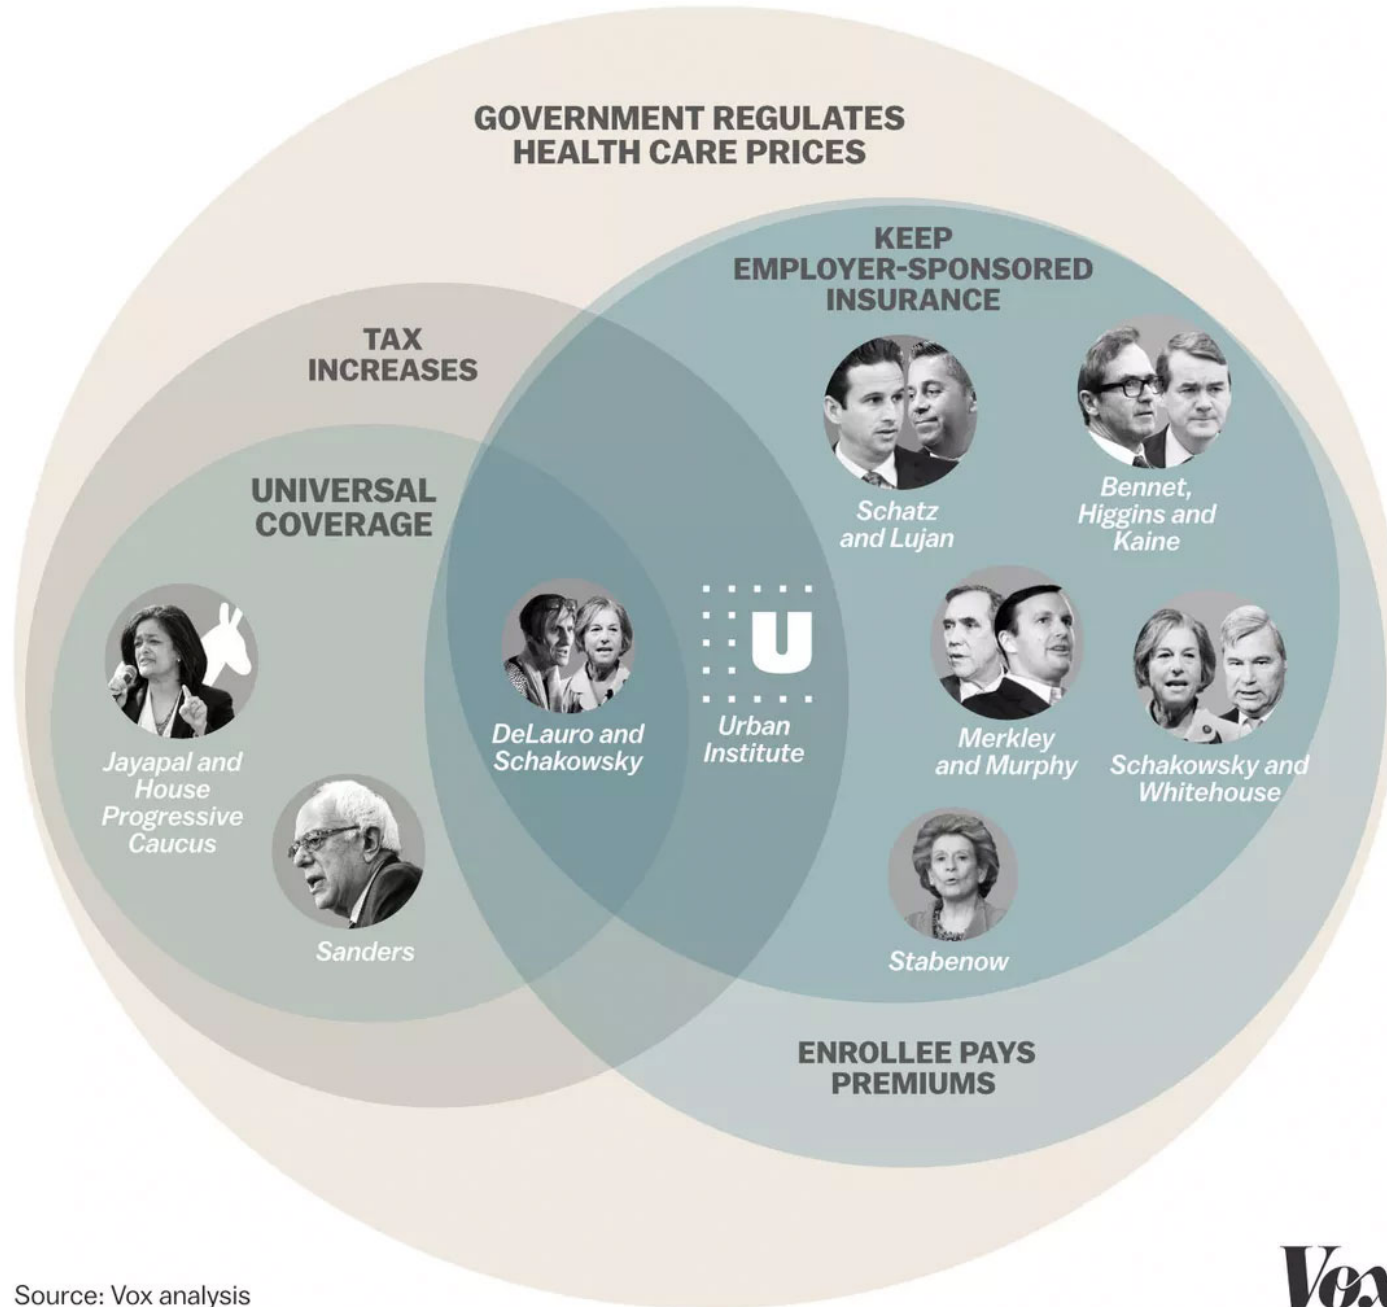 GOVERNMENT REGULATES
HEALTH CARE PRICES
KEEP
EMPLOYER-SPONSORED
INSURANCE
TAX
INCREASES
UNIVERSAL
COVERAGE
Schatz
and Lujan
Bennet,
Higgins and
Kaine
Jayapal and
House
Progressive
Caucus
DeLauro and
Schakowsky
U
Urban
Institute
Merkley
and Murphy
Schakowsky and
Whitehouse
Sanders
Stabenow
ENROLLEE PAYS
PREMIUMS
Source: Vox analysis
Vox